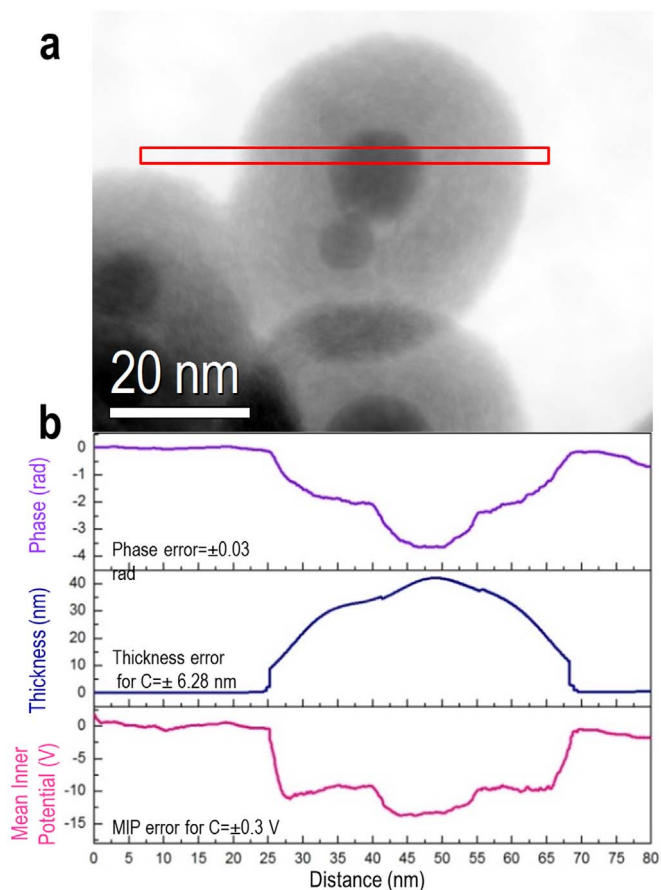 a
20 nm
b
Phase (rad)
0
-1
-2
-3
-4
Phase error=±0.03
rad
Thickness (nm)
40
30
20
10
0
Thickness error
for C=± 6.28 nm
Mean Inner
Potential (V)
0
-5
-10
-15
MIP error for C=±0.3 V
0 5 10 15 20 25 30 35 40 45 50 55 60 65 70 75 80
Distance (nm)